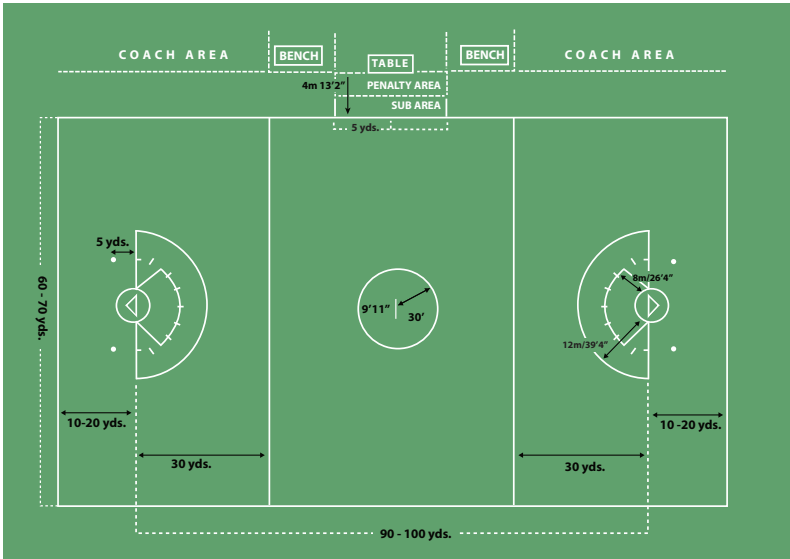 COACH AREA
BENCH
TABLE
BENCH
COACH AREA
4m 13’2”
PENALTY AREA
SUB AREA
5 yds.
5 yds.
8m/26’4”
60 - 70 yds.
9’11”
30’
12m/39’4”
10-20 yds.
10 -20 yds.
30 yds.
30 yds.
90 - 100 yds.